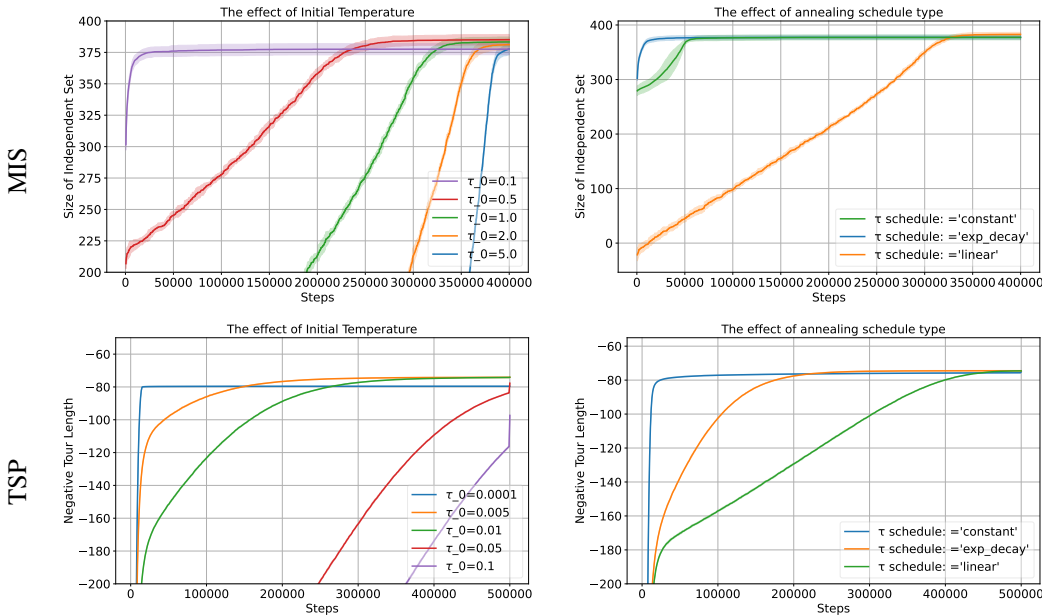 MIS
The effect of Initial Temperature
Size of Independent Set
400
375
350
325
300
275
250
225
200
0 50000 100000 150000 200000 250000 300000 350000 400000
Steps
τ_0=0.1
τ_0=0.5
τ_0=1.0
τ_0=2.0
τ_0=5.0
The effect of annealing schedule type
Size of Independent Set
400
300
200
100
0
0 50000 100000 150000 200000 250000 300000 350000 400000
Steps
τ schedule: ='constant'
τ schedule: ='exp_decay'
τ schedule: ='linear'
TSP
The effect of Initial Temperature
Negative Tour Length
−60
−80
−100
−120
−140
−160
−180
−200
0 100000 200000 300000 400000 500000
Steps
τ_0=0.0001
τ_0=0.005
τ_0=0.01
τ_0=0.05
τ_0=0.1
The effect of annealing schedule type
Negative Tour Length
−60
−80
−100
−120
−140
−160
−180
−200
0 100000 200000 300000 400000 500000
Steps
τ schedule: ='constant'
τ schedule: ='exp_decay'
τ schedule: ='linear'